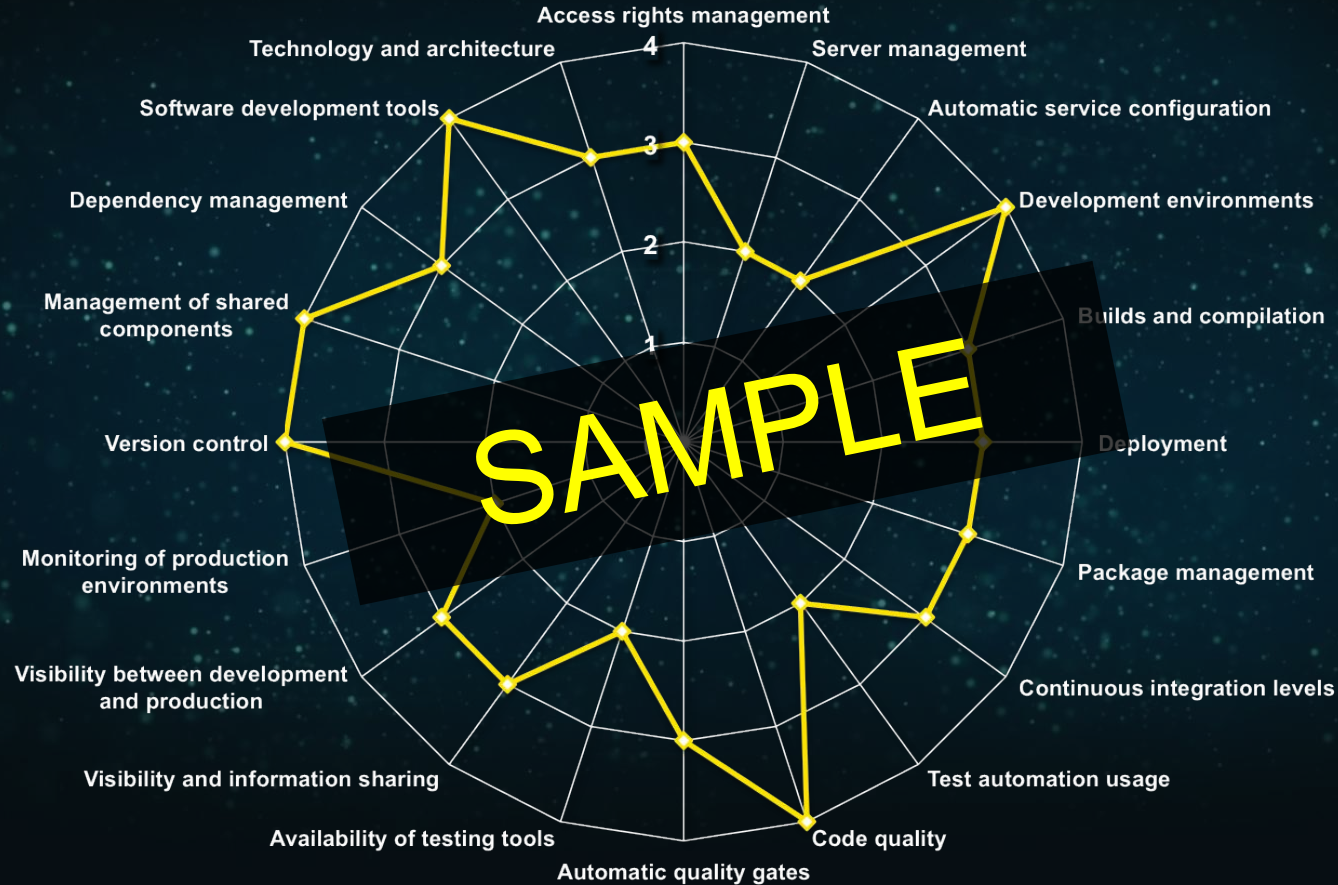 Access rights management
Technology and architecture
4
Server management
Software development tools
Automatic service configuration
3
Dependency management
Development environments
2
Management of shared
components
Builds and compilation
1
SAMPLE
Version control
Deployment
Monitoring of production
environments
Package management
Visibility between development
and production
Continuous integration levels
Visibility and information sharing
Test automation usage
Availability of testing tools
Code quality
Automatic quality gates